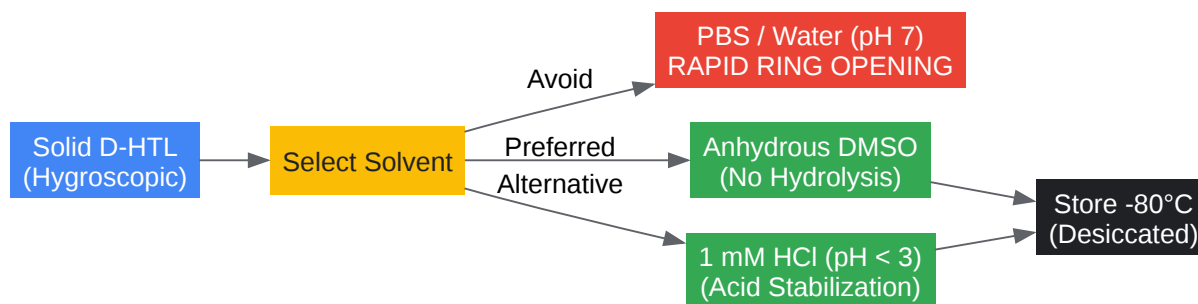 Solid D-HTL
(Hygroscopic)
Select Solvent
Avoid
PBS / Water (pH 7)
RAPID RING OPENING
Preferred
Anhydrous DMSO
(No Hydrolysis)
Alternative
1 mM HCl (pH < 3)
(Acid Stabilization)
Store -80°C
(Desiccated)